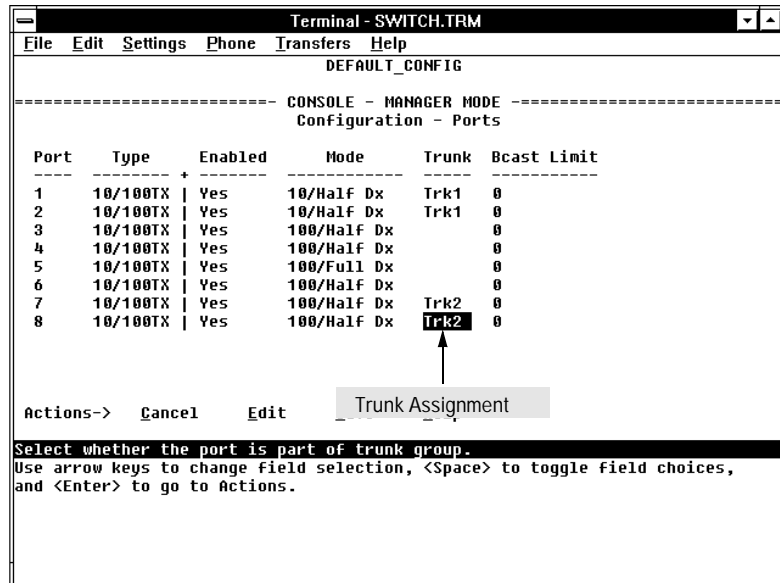 Terminal - SWITCH.TRM
File Edit Settings Phone Transfers Help
DEFAULT_CONFIG
==========================- CONSOLE - MANAGER MODE -===========================
Configuration - Ports
Port Type Enabled Mode Trunk Bcast Limit
---- -------- + ------- ------------ ----- -----------
1 10/100TX | Yes 10/Half Dx Trk1 0
2 10/100TX | Yes 10/Half Dx Trk1 0
3 10/100TX | Yes 100/Half Dx 0
4 10/100TX | Yes 100/Half Dx 0
5 10/100TX | Yes 100/Full Dx 0
6 10/100TX | Yes 100/Half Dx 0
7 10/100TX | Yes 100/Half Dx Trk2 0
8 10/100TX | Yes 100/Half Dx Trk2 0
Trunk Assignment
Actions-> Cancel Edit
Select whether the port is part of trunk group.
Use arrow keys to change field selection, <Space> to toggle field choices,
and <Enter> to go to Actions.